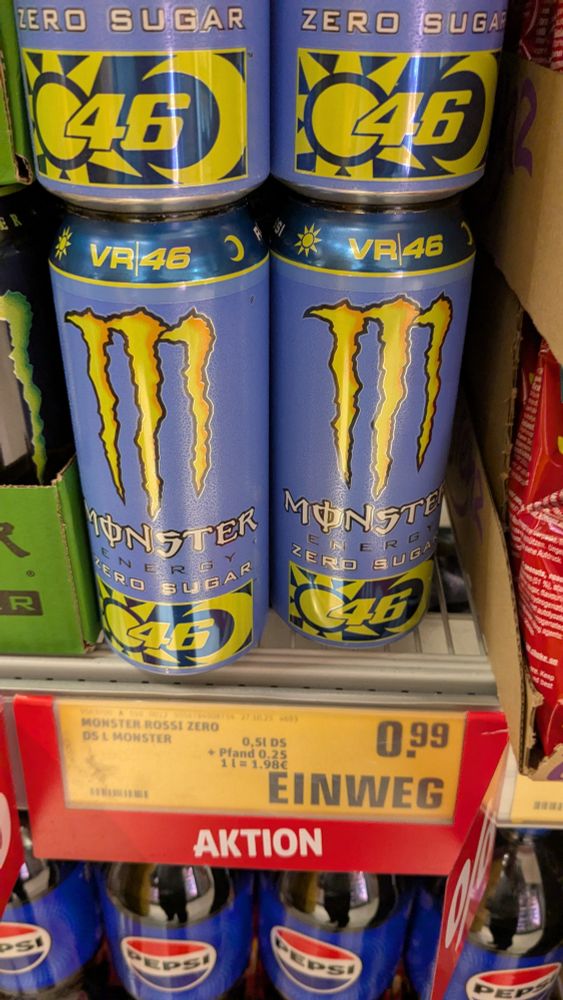 ZERO SUGAR
46
ZERO SUGAR
46
VR|46
VR|46
MONSTER
ENERGY
ZERO SUGAR
46
MONSTER
ENERGY
ZERO SUGAR
46
MONSTER ROSSI ZERO
DS L MONSTER
0,5l DS
+ Pfand 0.25
1 l = 1.98€
0.99
EINWEG
AKTION
PEPSI
PEPSI
PEPSI
PEPSI